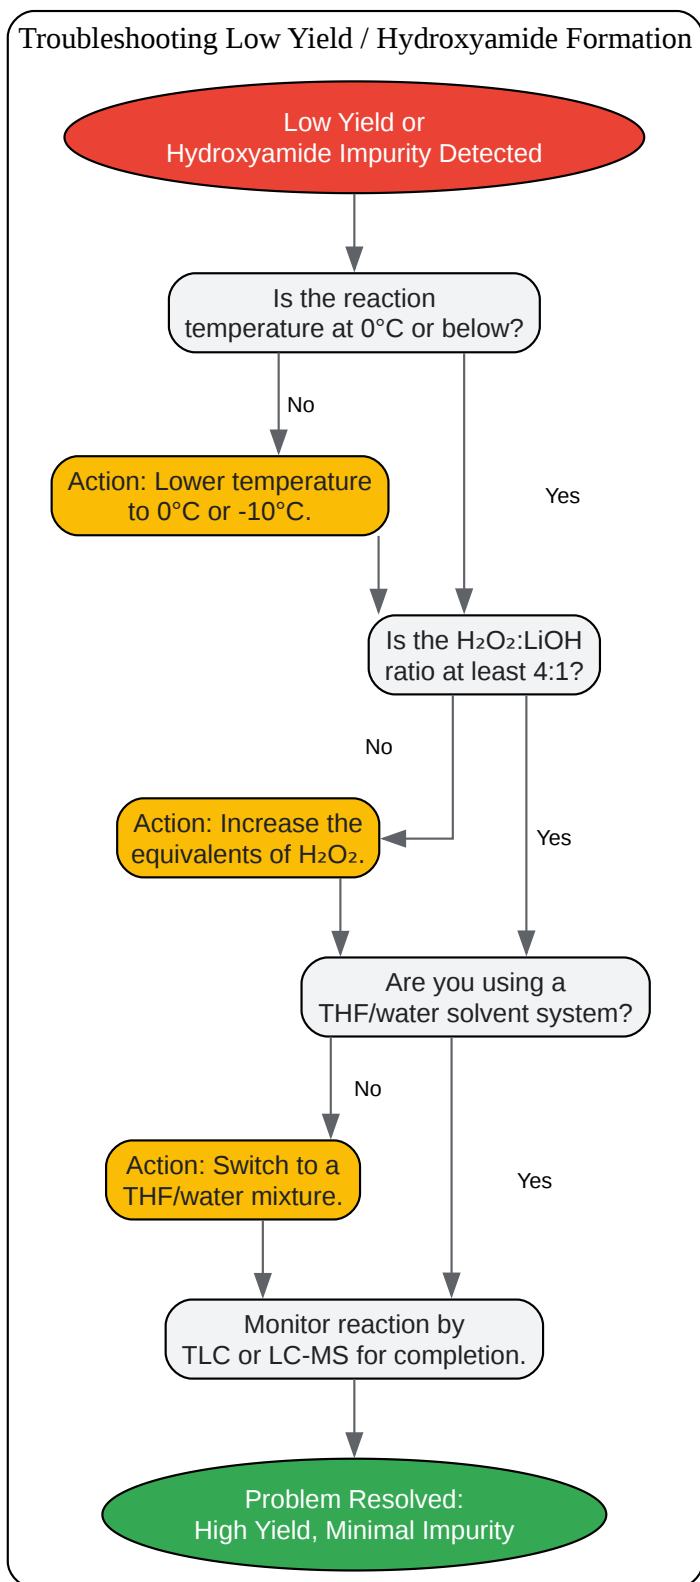 Troubleshooting Low Yield / Hydroxyamide Formation
Low Yield or
Hydroxyamide Impurity Detected
Is the reaction
temperature at 0°C or below?
No
Action: Lower temperature
to 0°C or -10°C.
Yes
Is the H₂O₂:LiOH
ratio at least 4:1?
No
Action: Increase the
equivalents of H₂O₂.
Yes
Are you using a
THF/water solvent system?
No
Action: Switch to a
THF/water mixture.
Yes
Monitor reaction by
TLC or LC-MS for completion.
Problem Resolved:
High Yield, Minimal Impurity